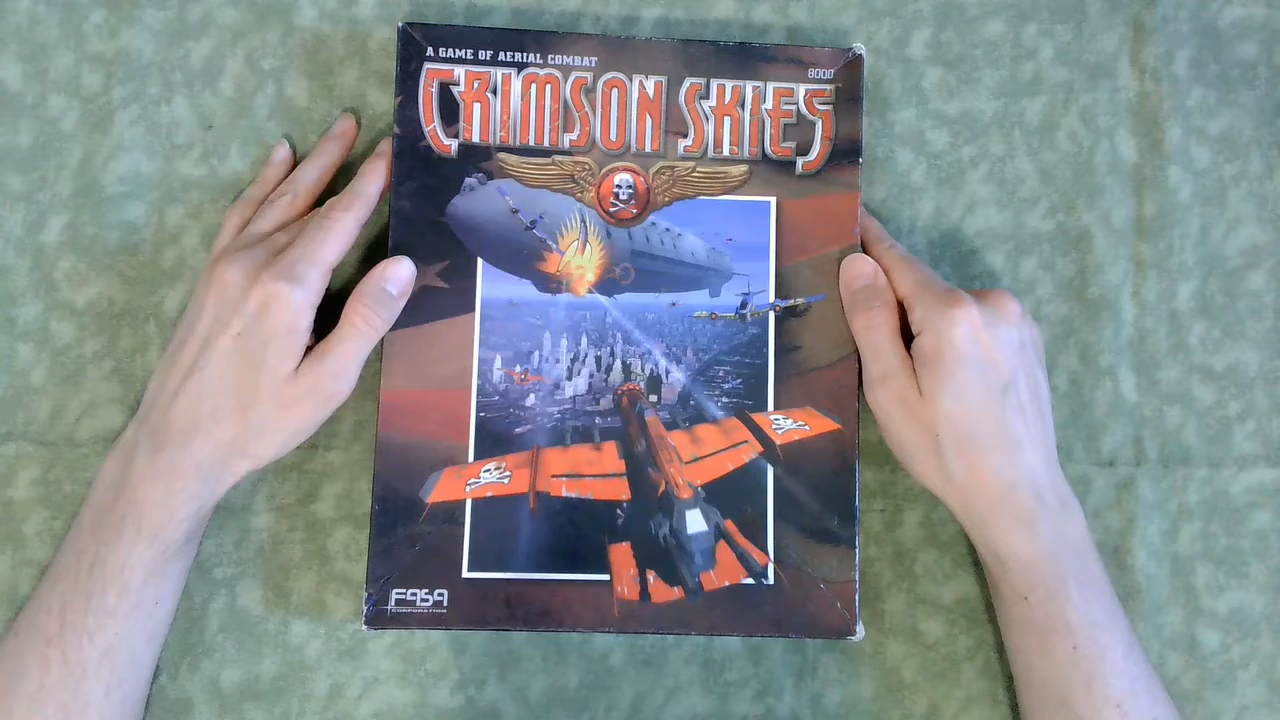 A GAME OF AERIAL COMBAT
8000
CRIMSON SKIES
FASA
CORPORATION